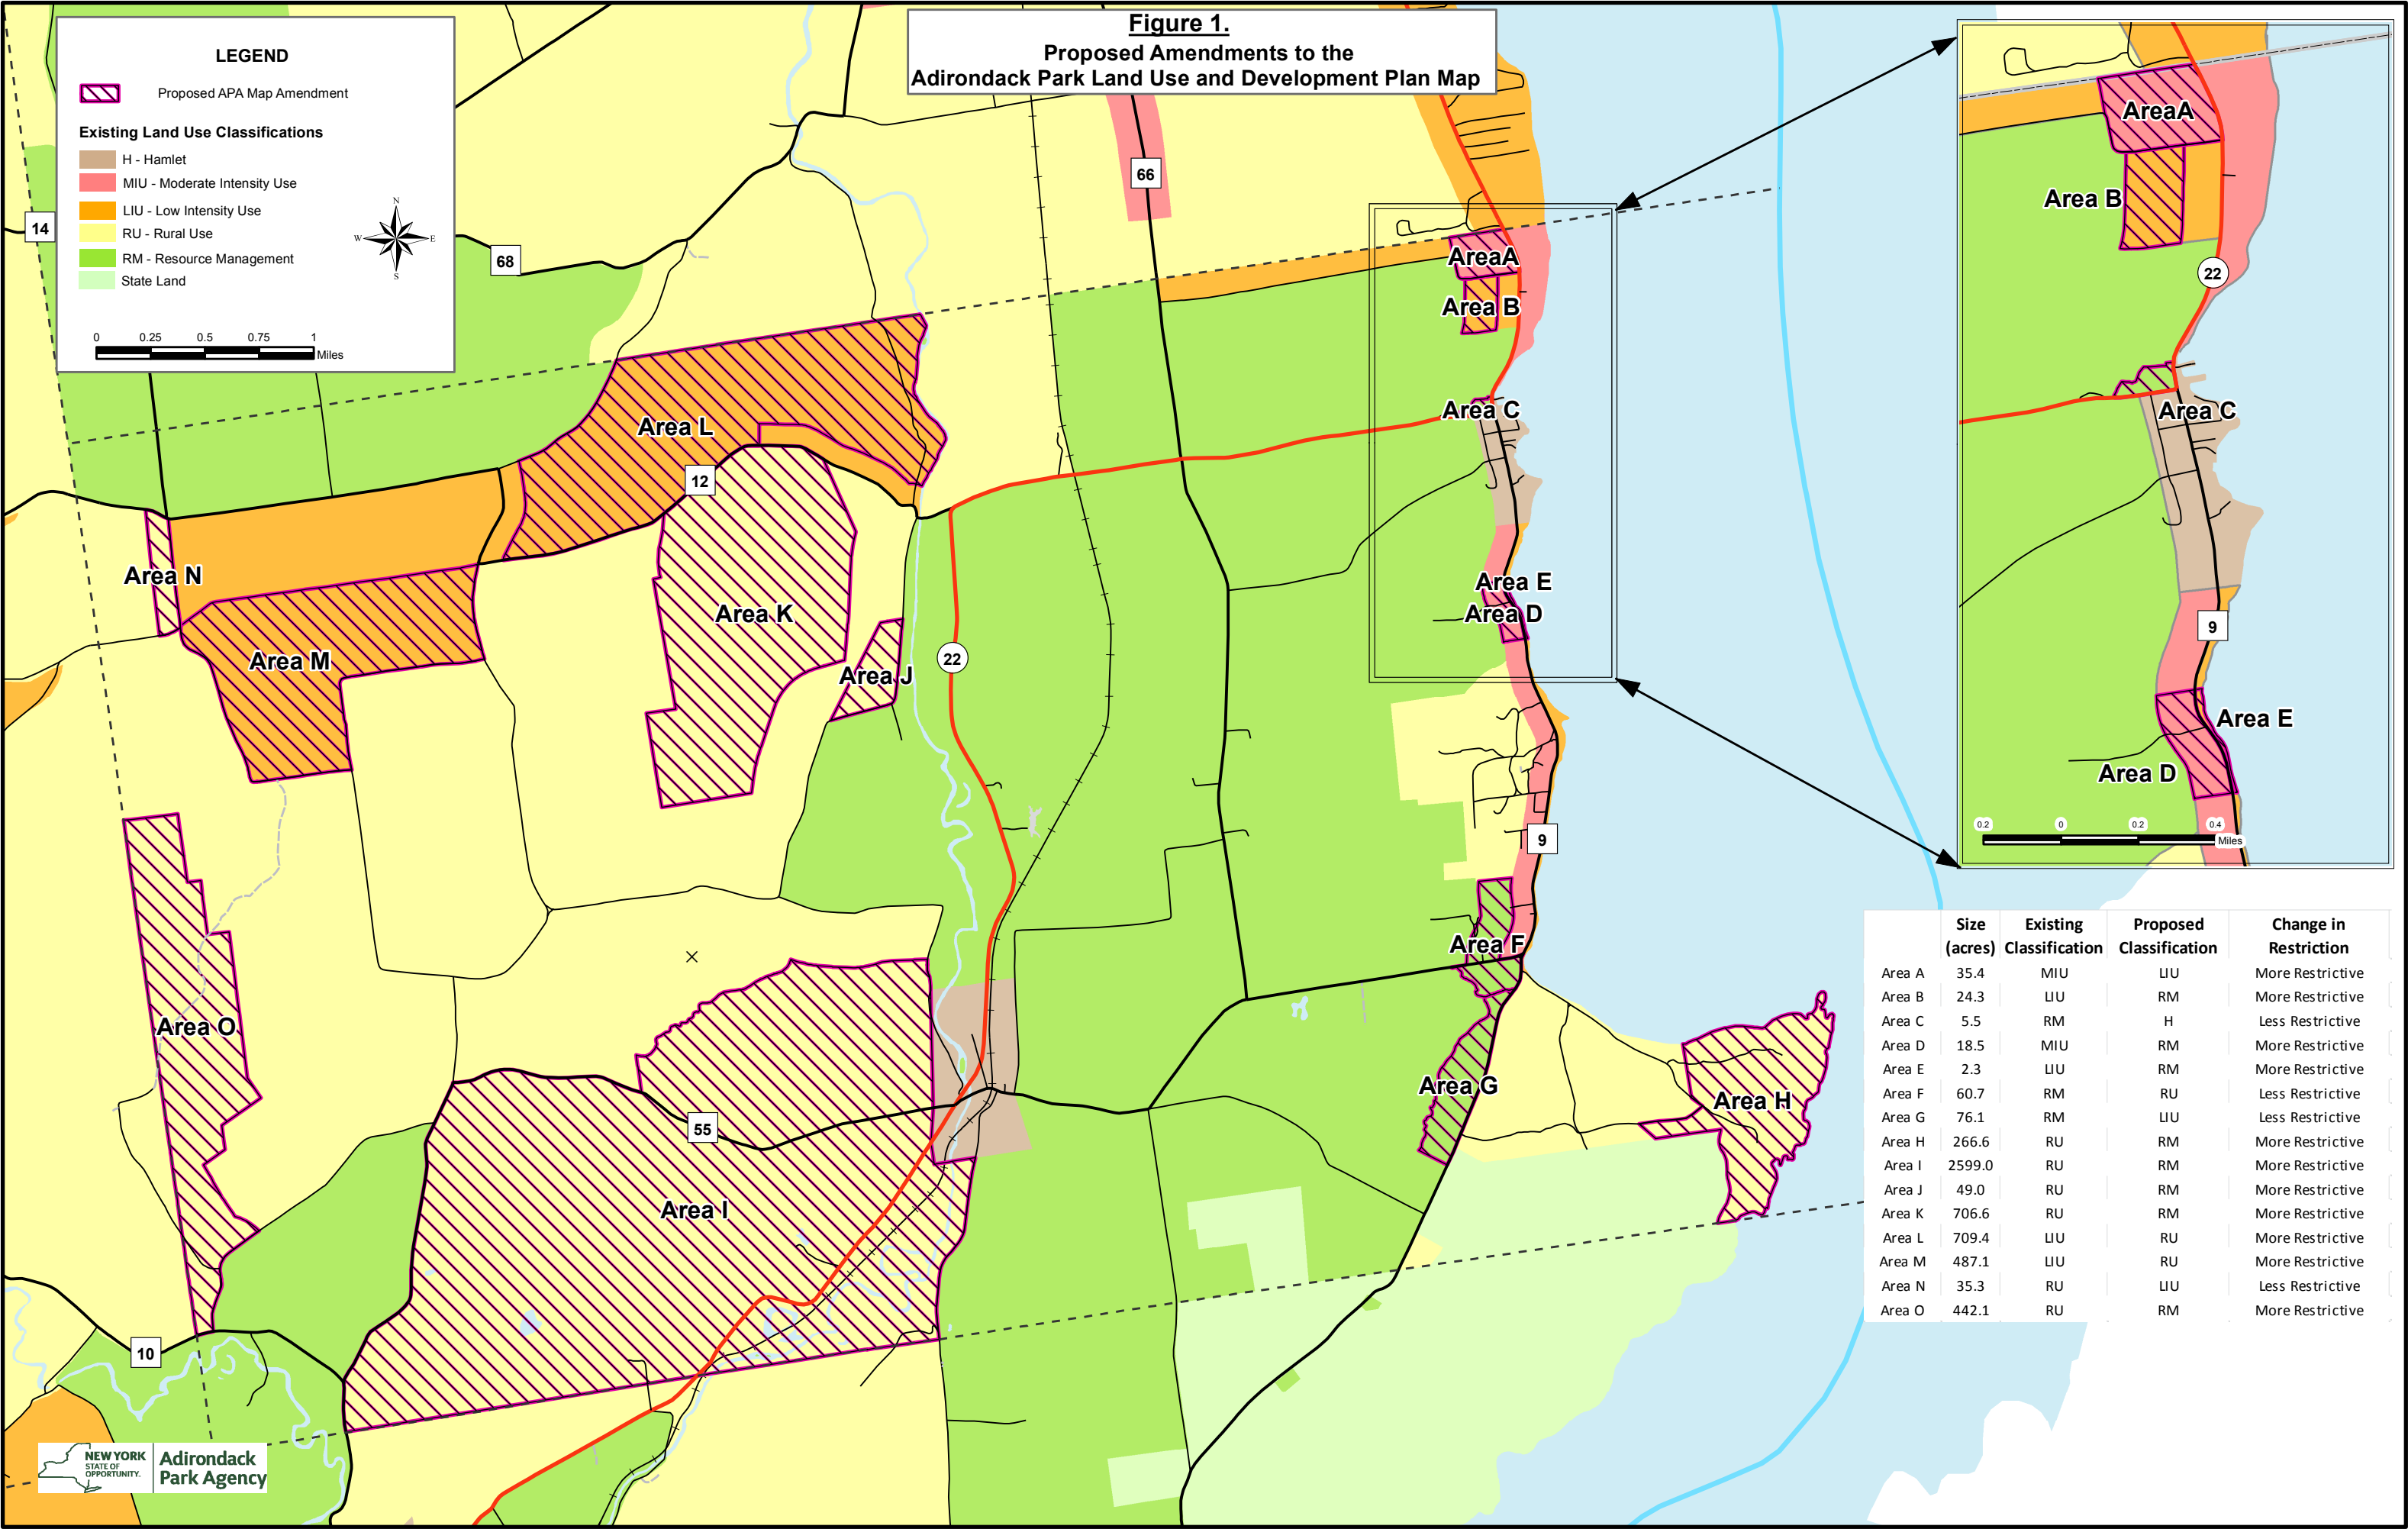 Figure 1.
Proposed Amendments to the
Adirondack Park Land Use and Development Plan Map
LEGEND
Proposed APA Map Amendment
Existing Land Use Classifications
H - Hamlet
MIU - Moderate Intensity Use
LIU - Low Intensity Use
RU - Rural Use
RM - Resource Management
State Land
N
W E
S
0 0.25 0.5 0.75 1
Miles
14
68
66
12
22
9
55
10
AreaA
Area B
Area C
Area E
Area D
Area L
Area N
Area K
Area M
Area J
Area F
Area O
Area G
Area H
Area I
AreaA
Area B
22
Area C
9
Area E
Area D
0.2 0 0.2 0.4
Miles
Size Existing Proposed Change in
(acres) Classification Classification Restriction
Area A 35.4 MIU LIU More Restrictive
Area B 24.3 LIU RM More Restrictive
Area C 5.5 RM H Less Restrictive
Area D 18.5 MIU RM More Restrictive
Area E 2.3 LIU RM More Restrictive
Area F 60.7 RM RU Less Restrictive
Area G 76.1 RM LIU Less Restrictive
Area H 266.6 RU RM More Restrictive
Area I 2599.0 RU RM More Restrictive
Area J 49.0 RU RM More Restrictive
Area K 706.6 RU RM More Restrictive
Area L 709.4 LIU RU More Restrictive
Area M 487.1 LIU RU More Restrictive
Area N 35.3 RU LIU Less Restrictive
Area O 442.1 RU RM More Restrictive
NEW YORK
STATE OF
OPPORTUNITY.
Adirondack
Park Agency